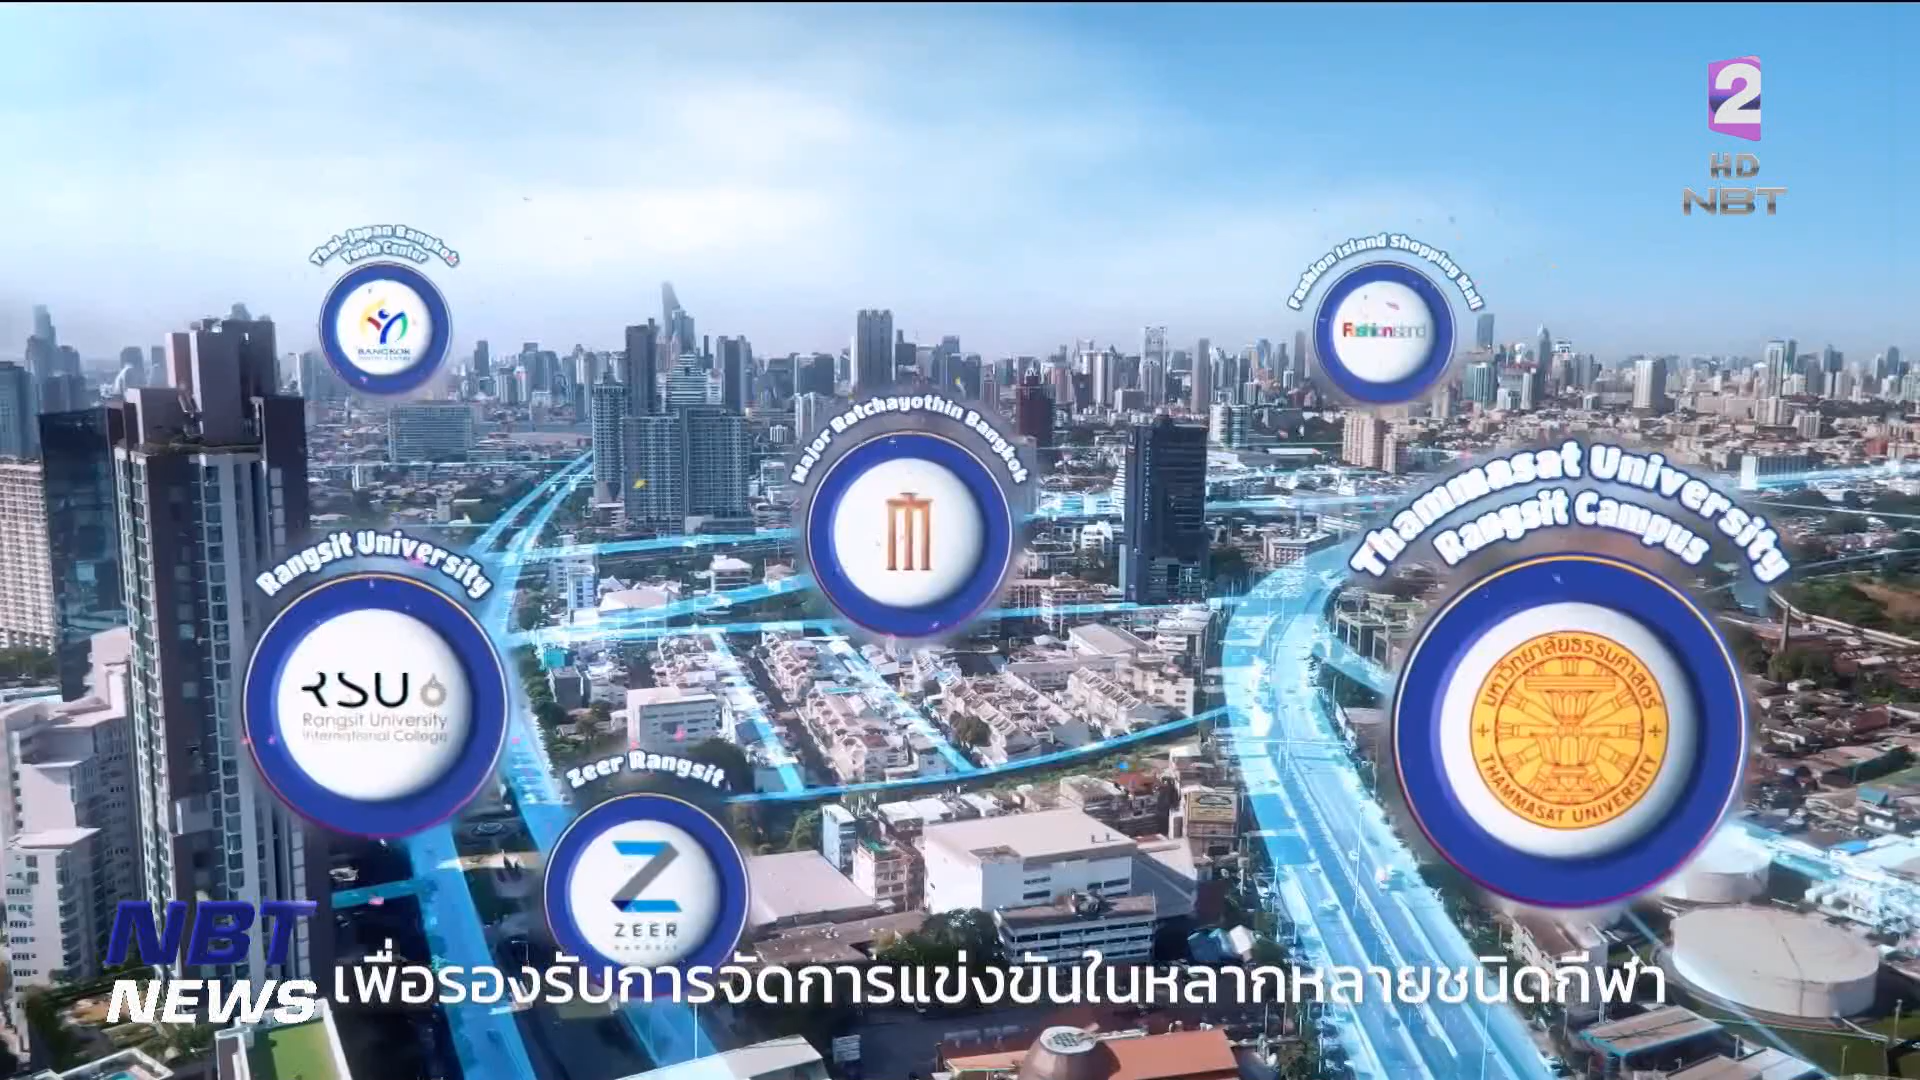 2
HD
NBT
Thai-Japan Bangkok
Youth Center
BANGKOK
Fashion Island Shopping Mall
Fashion Island
Major Ratchayothin Bangkok
Thammasat University
Rangsit Campus
มหาวิทยาลัยธรรมศาสตร์
THAMMASAT UNIVERSITY
Rangsit University
RSU
Rangsit University
International College
Zeer Rangsit
Z
ZEER
RANGSIT
NBT
NEWS
เพื่อรองรับการจัดการแข่งขันในหลากหลายชนิดกีฬา